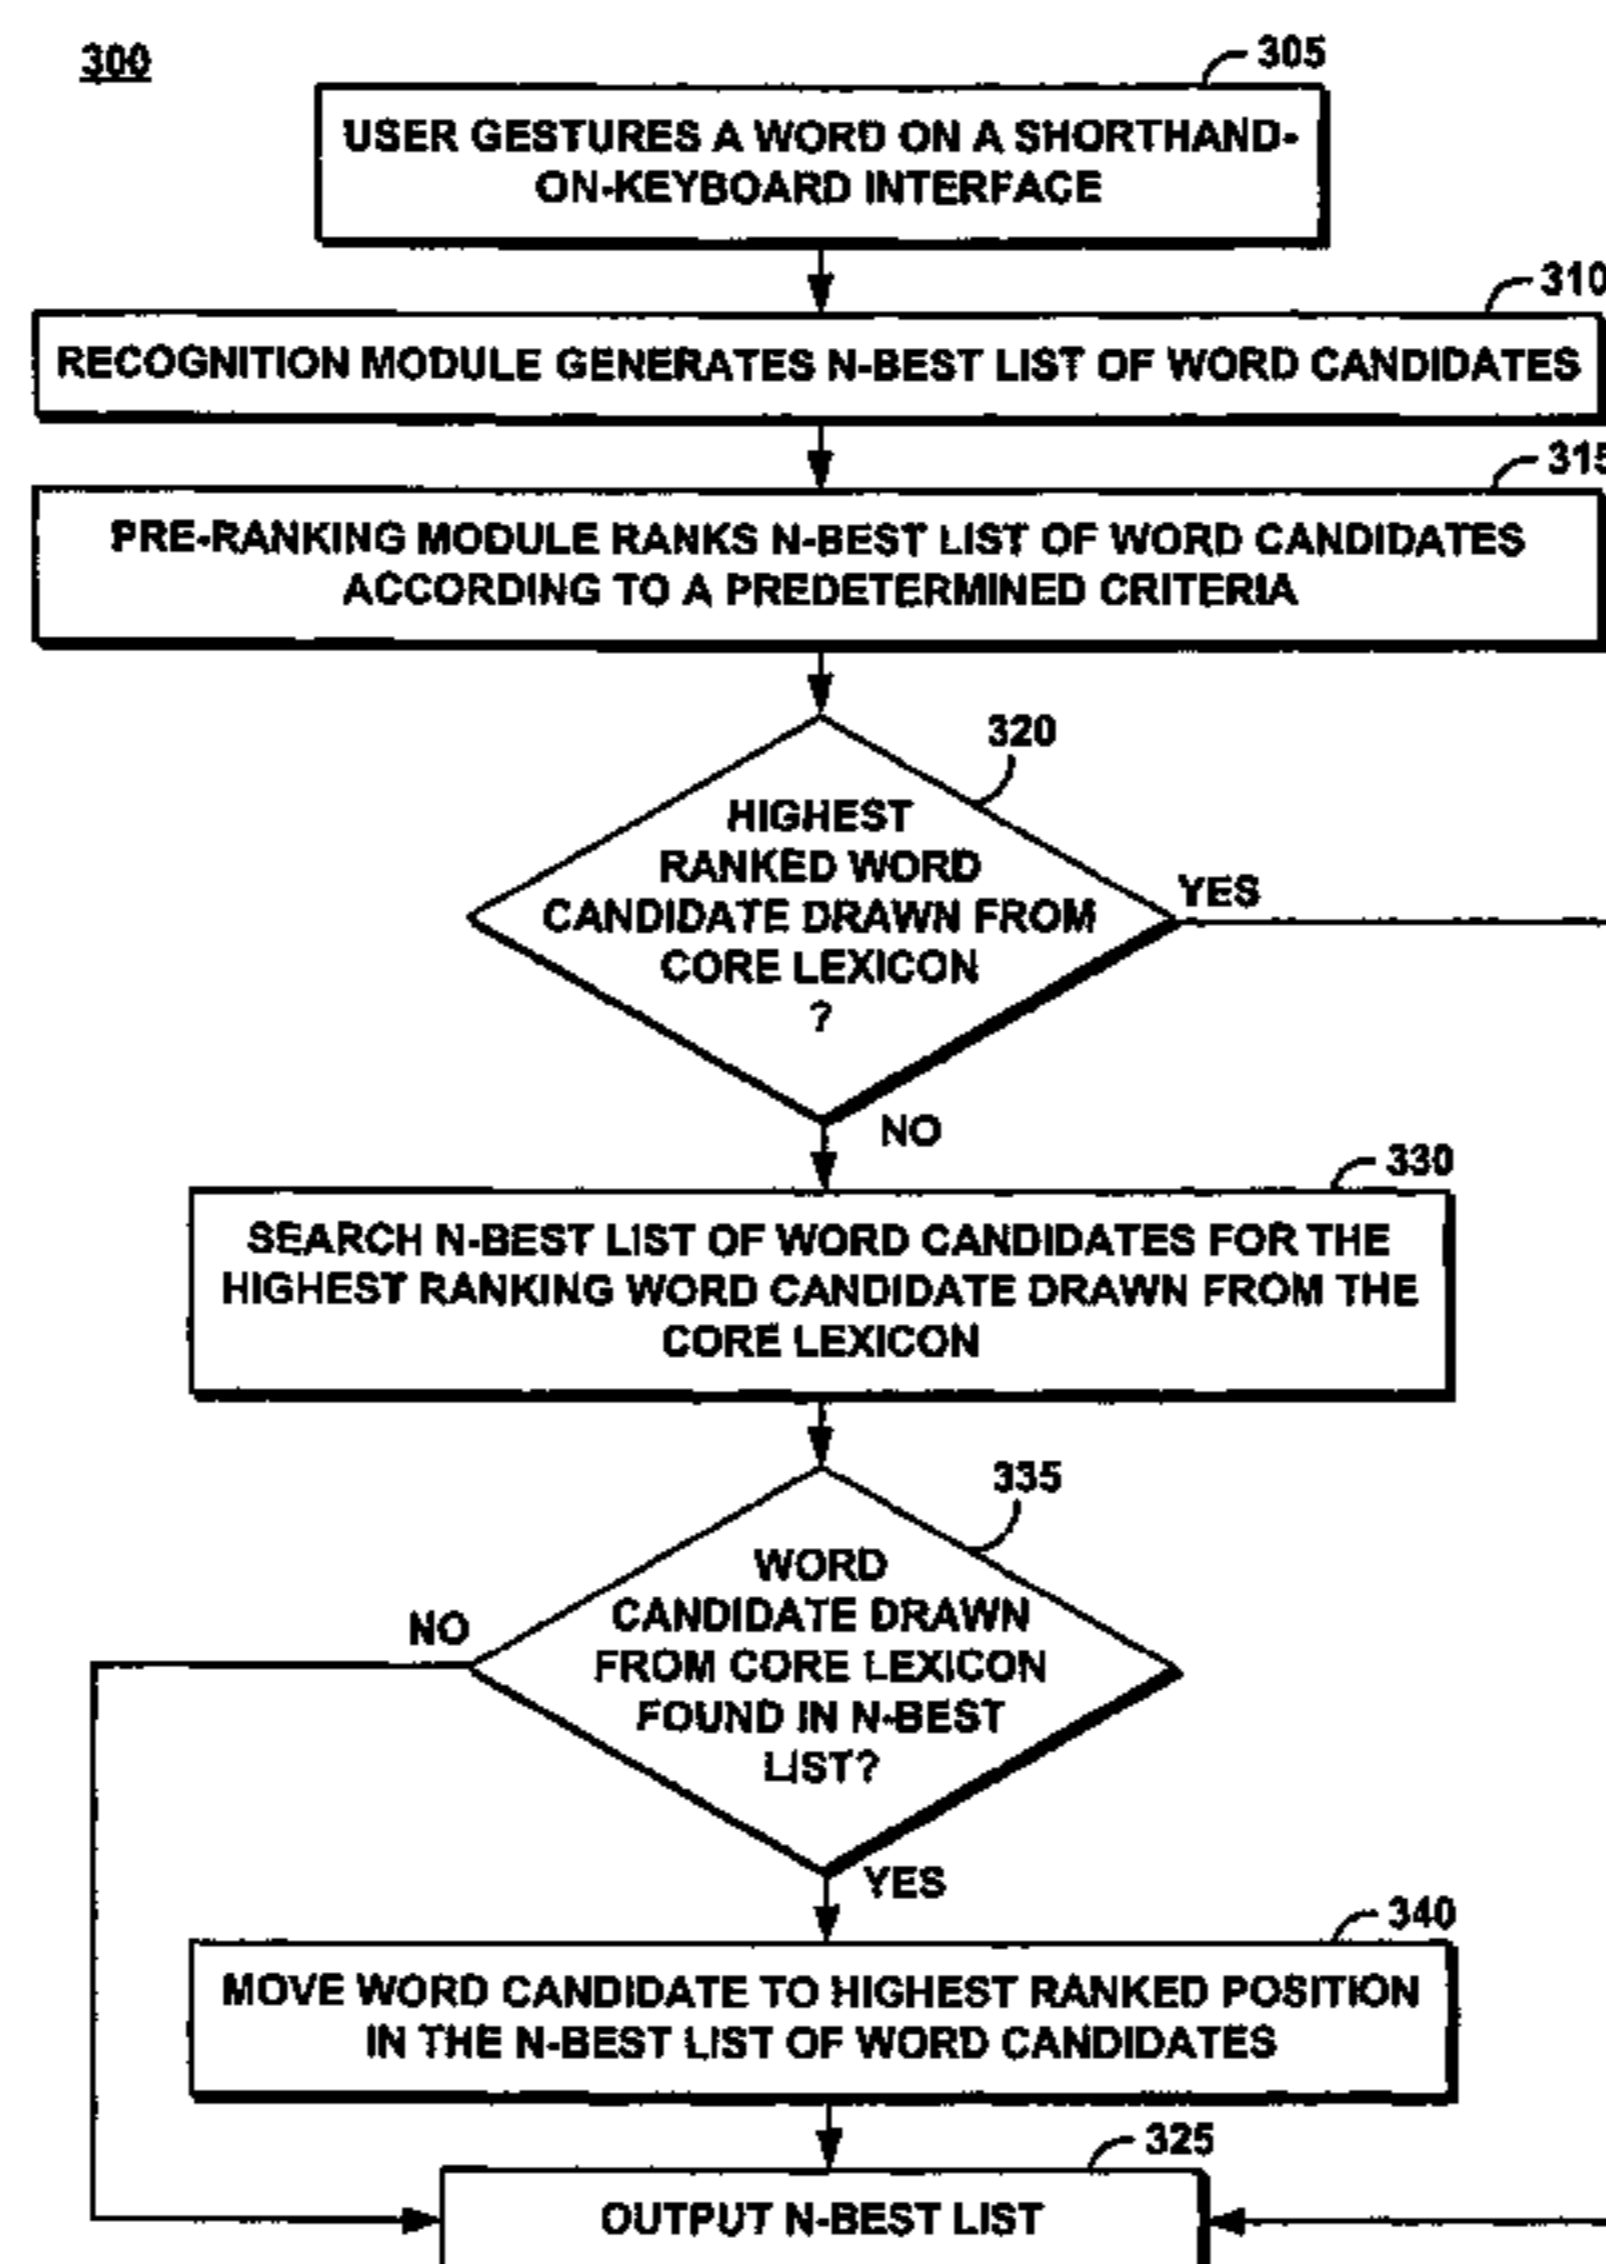 300
305
USER GESTURES A WORD ON A SHORTHAND-
ON-KEYBOARD INTERFACE
310
RECOGNITION MODULE GENERATES N-BEST LIST OF WORD CANDIDATES
315
PRE-RANKING MODULE RANKS N-BEST LIST OF WORD CANDIDATES
ACCORDING TO A PREDETERMINED CRITERIA
320
HIGHEST
RANKED WORD
CANDIDATE DRAWN FROM
CORE LEXICON
?
YES
NO
330
SEARCH N-BEST LIST OF WORD CANDIDATES FOR THE
HIGHEST RANKING WORD CANDIDATE DRAWN FROM THE
CORE LEXICON
335
WORD
CANDIDATE DRAWN
FROM CORE LEXICON
FOUND IN N-BEST
LIST?
NO
YES
340
MOVE WORD CANDIDATE TO HIGHEST RANKED POSITION
IN THE N-BEST LIST OF WORD CANDIDATES
325
OUTPUT N-BEST LIST